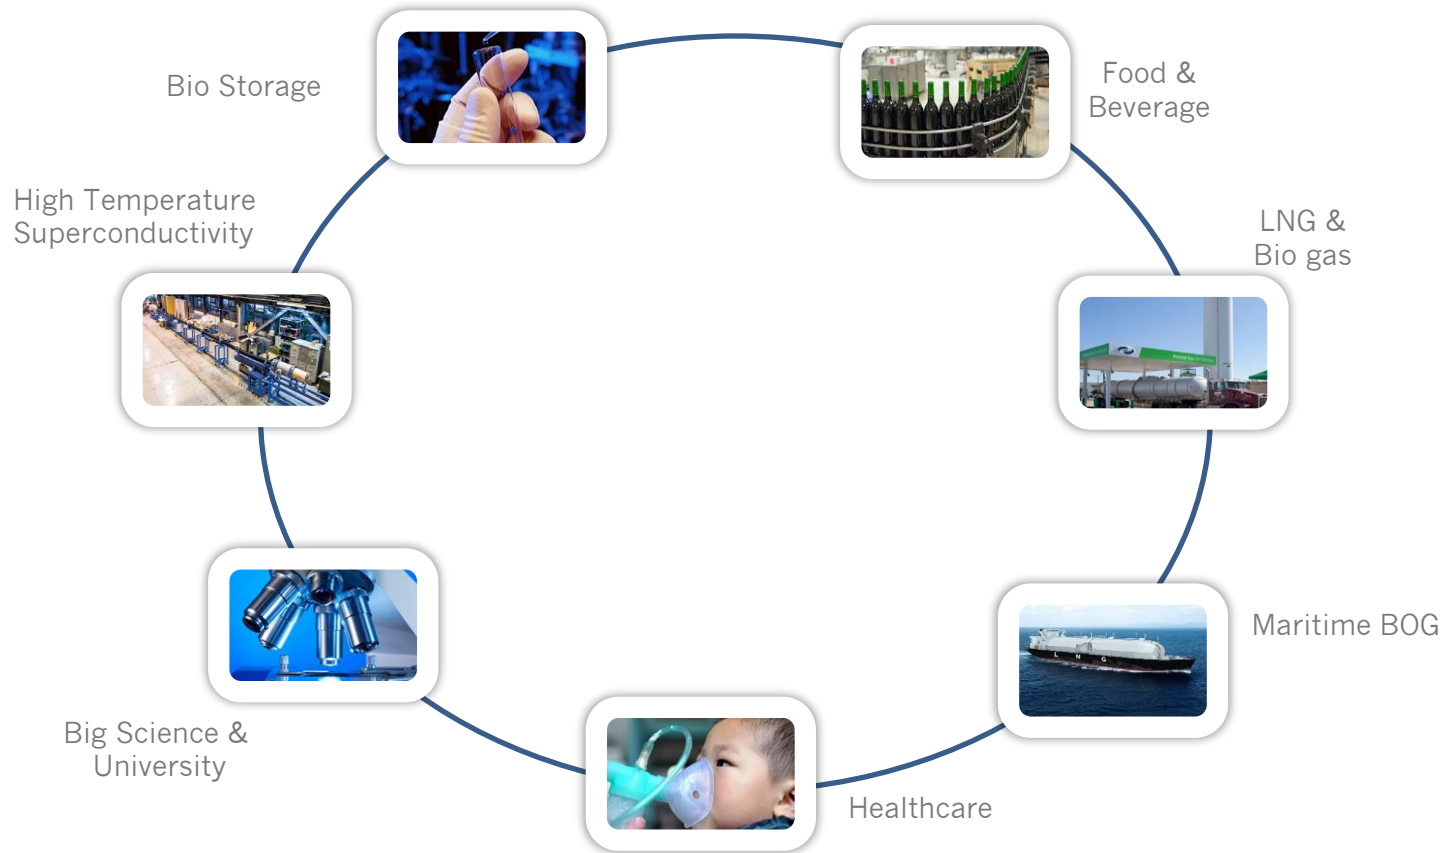 Bio Storage
Food &
Beverage
High Temperature
Superconductivity
LNG &
Bio gas
L N G
Maritime BOG
Big Science &
University
Healthcare